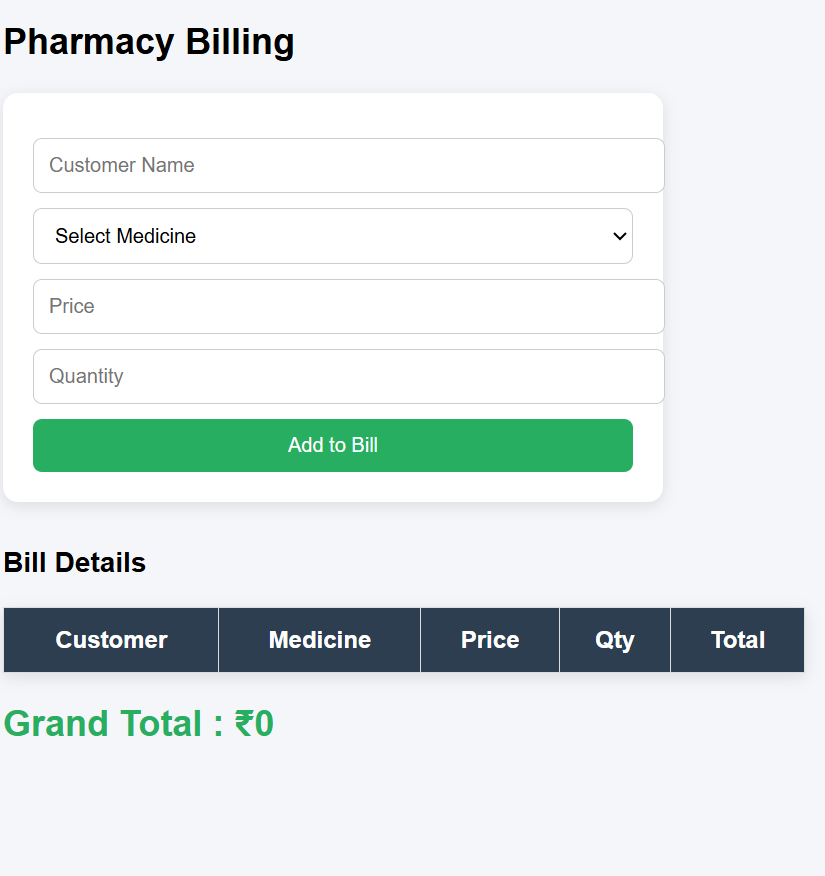 Pharmacy Billing
Customer Name
Select Medicine
Price
Quantity
Add to Bill
Bill Details
Customer Medicine Price Qty Total
Grand Total : ₹0